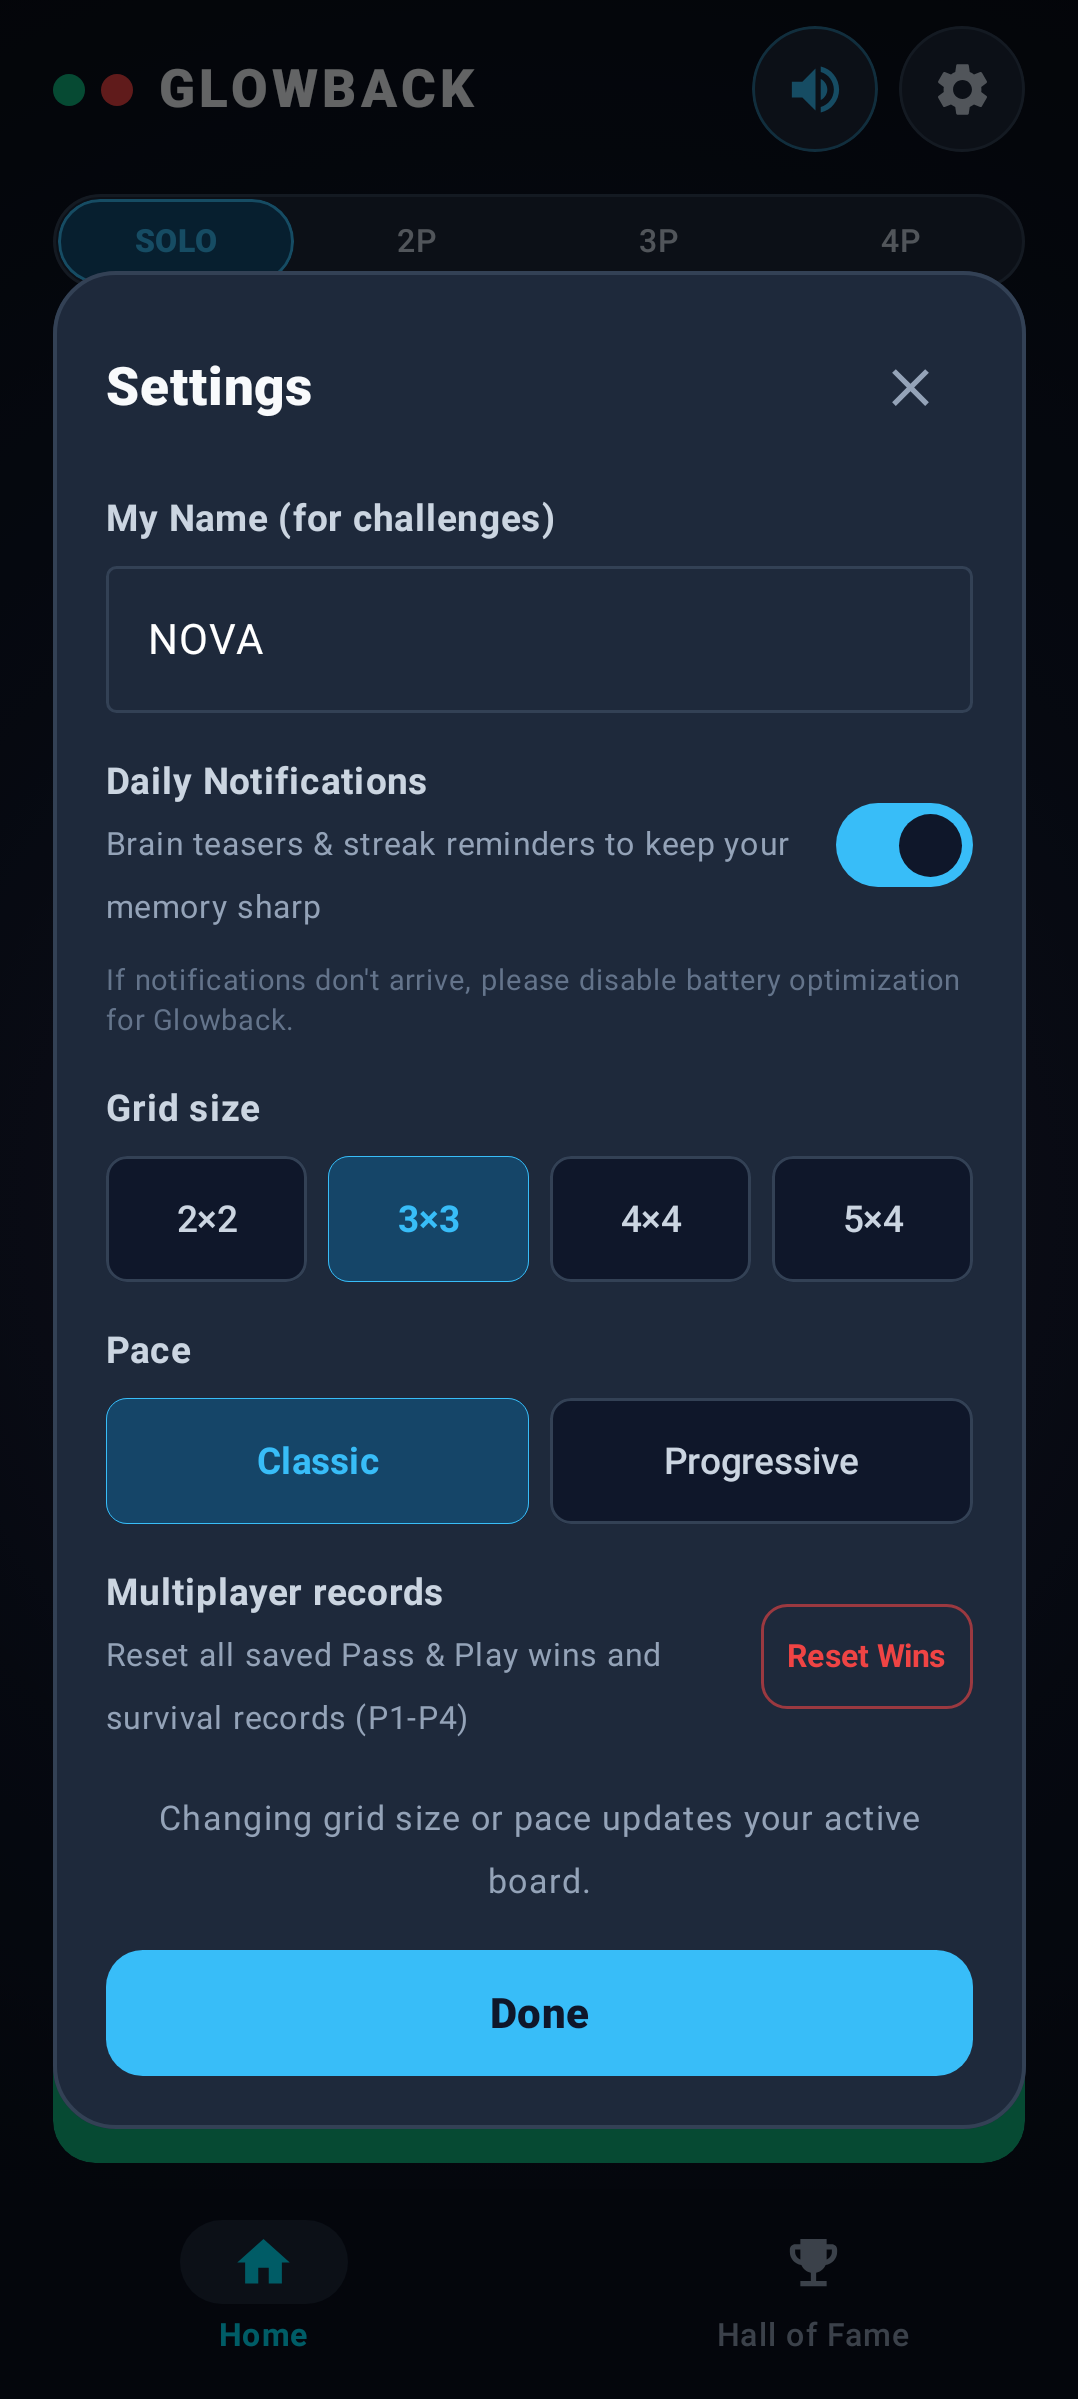 GLOWBACK
SOLO 2P 3P 4P
Settings
My Name (for challenges)
NOVA
Daily Notifications
Brain teasers & streak reminders to keep your
memory sharp
If notifications don't arrive, please disable battery optimization
for Glowback.
Grid size
2×2 3×3 4×4 5×4
Pace
Classic Progressive
Multiplayer records
Reset all saved Pass & Play wins and
survival records (P1-P4)
Reset Wins
Changing grid size or pace updates your active
board.
Done
Home Hall of Fame